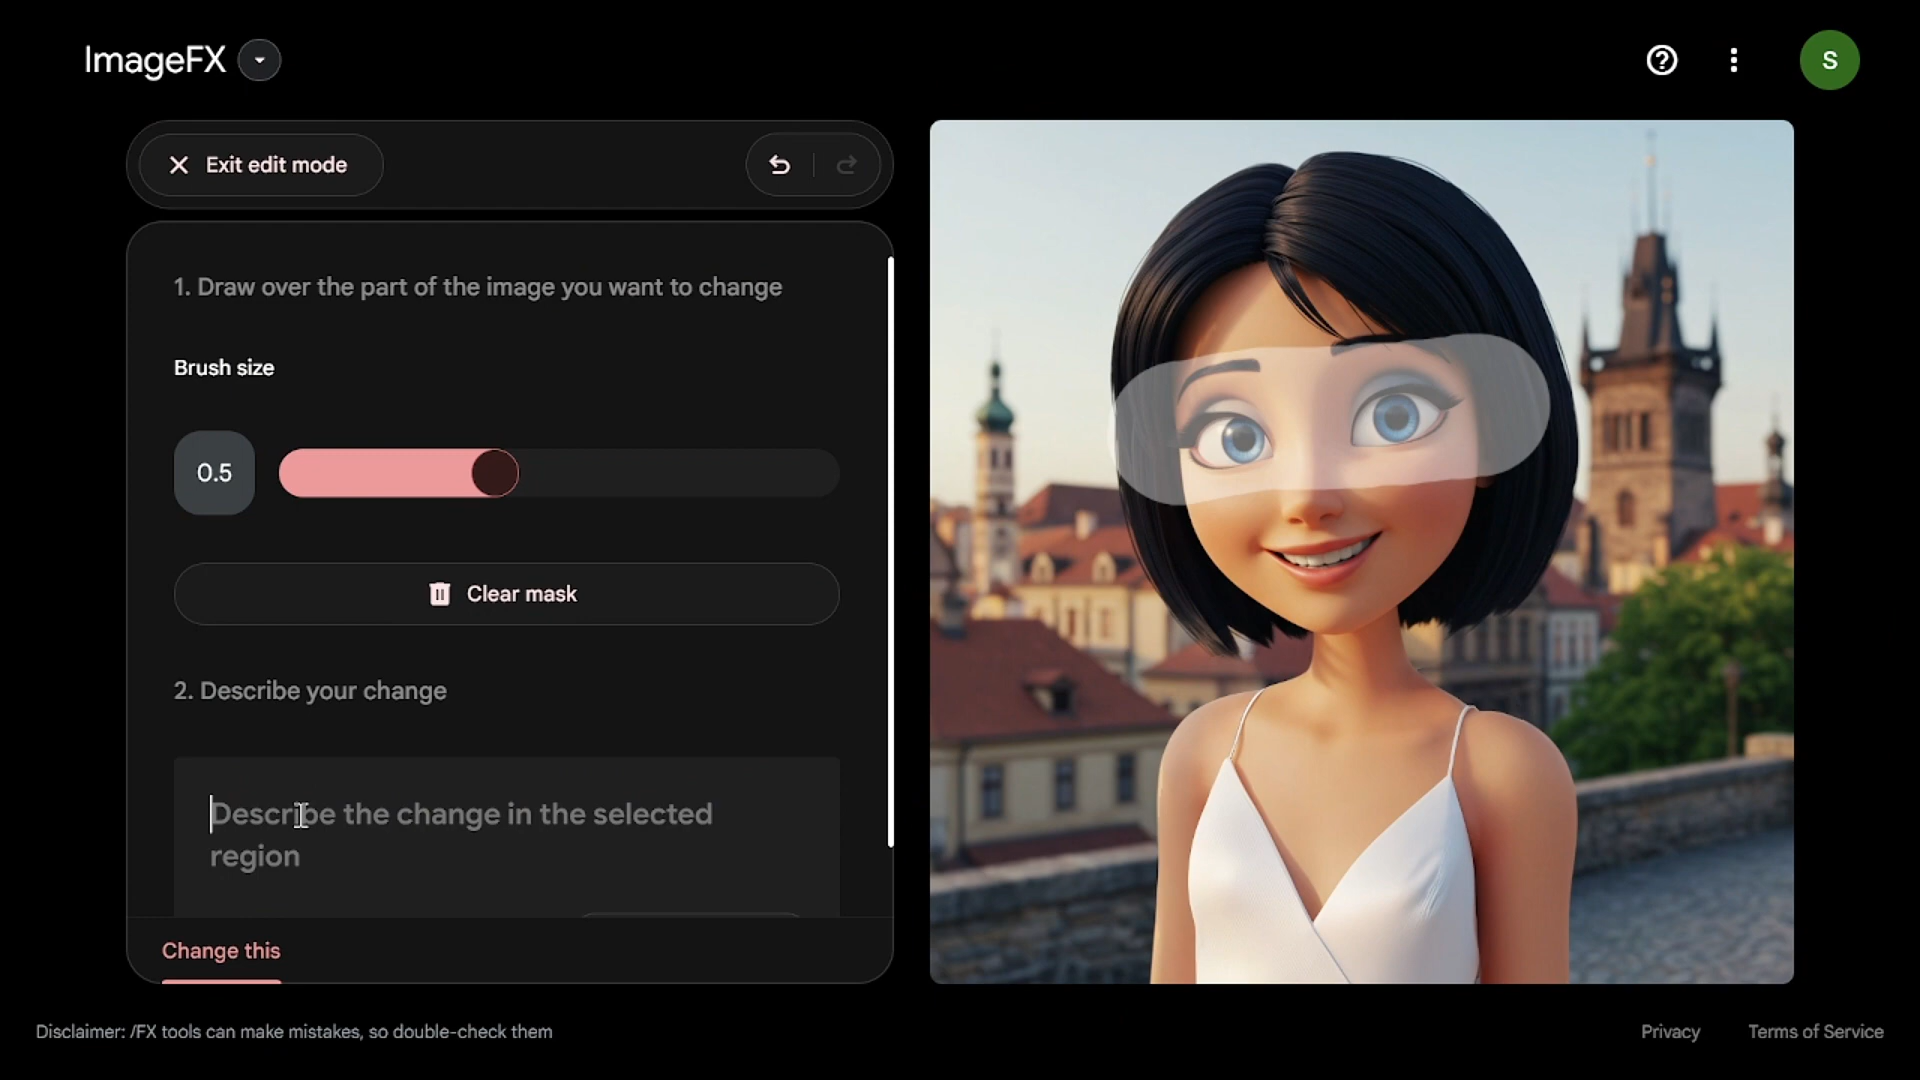 ImageFX
S
Exit edit mode
1. Draw over the part of the image you want to change
Brush size
0.5
Clear mask
2. Describe your change
Describe the change in the selected
region
Change this
Disclaimer: /FX tools can make mistakes, so double-check them
Privacy
Terms of Service